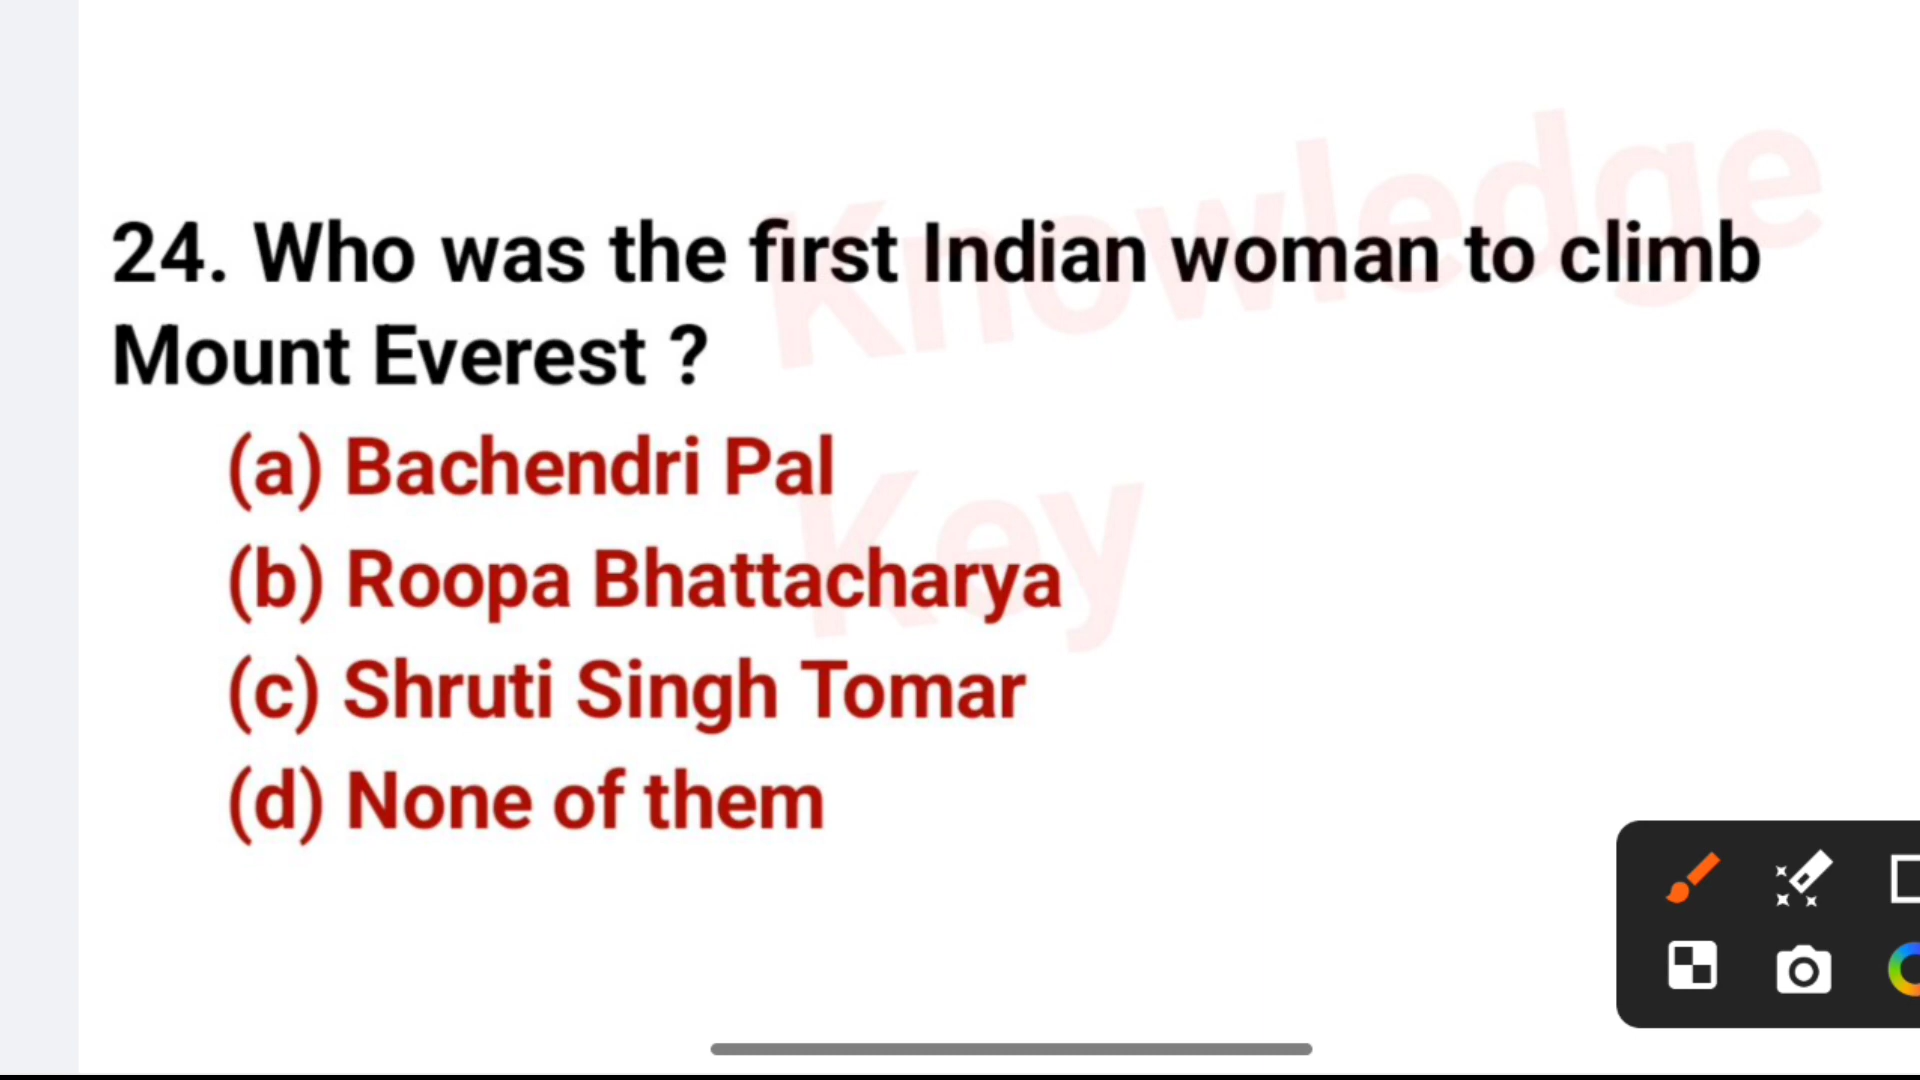 Knowledge
24. Who was the first Indian woman to climb
Mount Everest ?
(a) Bachendri Pal
Key
(b) Roopa Bhattacharya
(c) Shruti Singh Tomar
(d) None of them